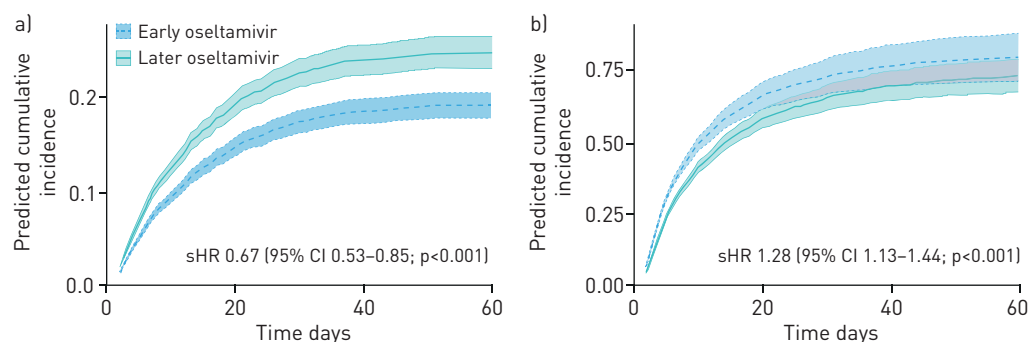 a)
Early oseltamivir
Later oseltamivir
Predicted cumulative
incidence
0.2
0.1
0.0
sHR 0.67 (95% CI 0.53–0.85; p<0.001)
0
20
40
60
Time days
b)
Predicted cumulative
incidence
0.75
0.50
0.25
0.00
sHR 1.28 (95% CI 1.13–1.44; p<0.001)
0
20
40
60
Time days